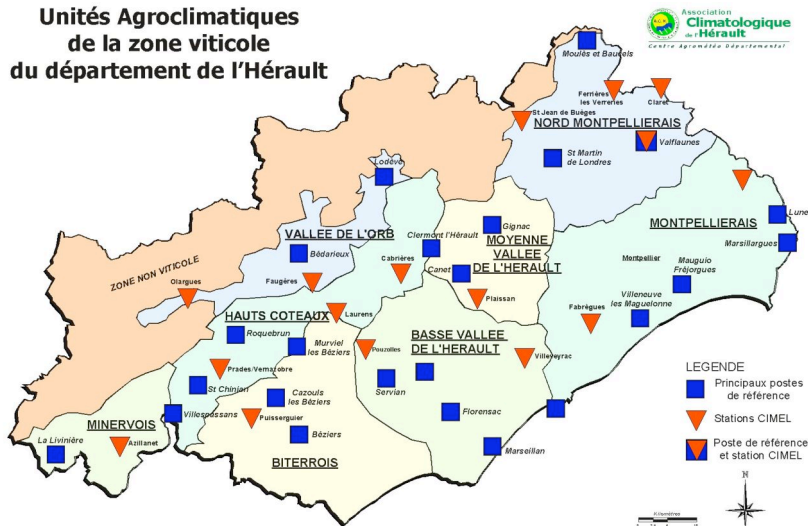 Unités Agroclimatiques
de la zone viticole
du département de l'Hérault
Association
Climatologique
de l'Hérault
Centre Agrométéo Départemental
Moulès et Baucels
Ferrières
les Verreries
Claret
St Jean de Buèges
NORD MONTPELLIERAIS
Valflaunes
St Martin
de Londres
Lodève
MONTPELLIERAIS
Lune
Marsillargues
VALLEE DE L'ORB
Bédarieux
Clermont l'Hérault
Gignac
MOYENNE
VALLEE
DE L'HERAULT
Cabrières
Canet
Plaissan
Montpellier
Mauguio
Fréjorgues
Villeneuve
les Maguelonne
Fabrègues
ZONE NON VITICOLE
Olargues
Faugères
Laurens
HAUTS COTEAUX
Roquebrun
Murviel
les Béziers
Prades/Vernazobre
St Chinian
Pouzolles
BASSE VALLEE
DE L'HERAULT
Villeveyrac
Servian
Florensac
Marseillan
Cazouls
les Béziers
Puisserguier
Béziers
BITERROIS
Villespassans
MINERVOIS
La Livinière
Azillanet
LEGENDE
Principaux postes
de référence
Stations CIMEL
Poste de référence
et station CIMEL
Kilomètres